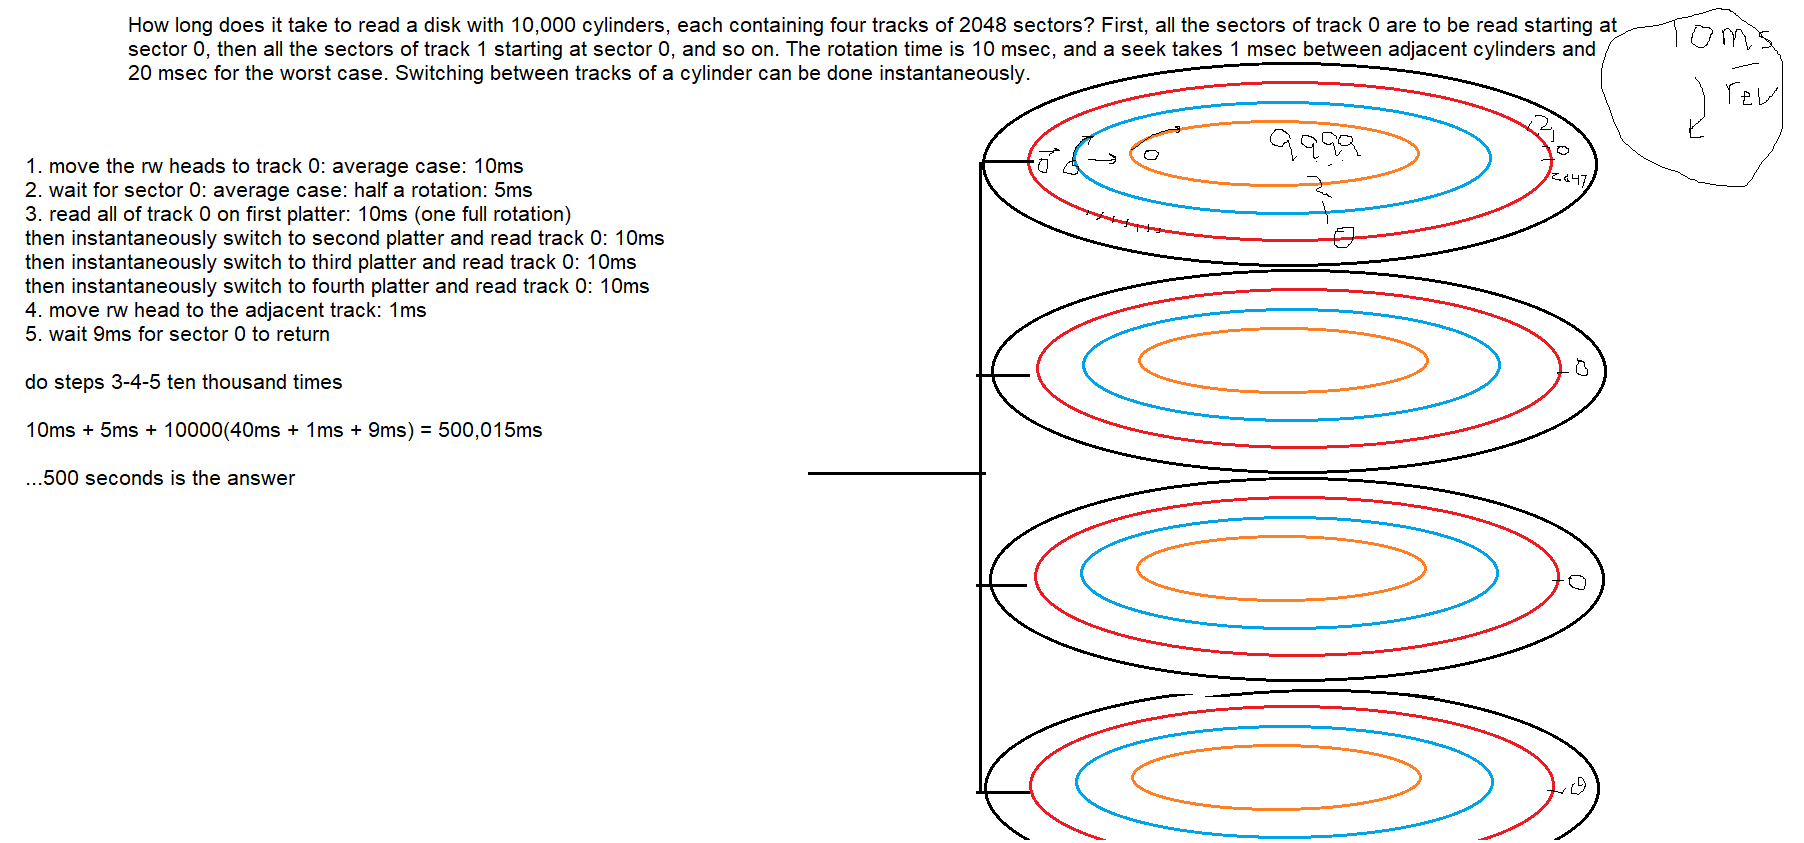 How long does it take to read a disk with 10,000 cylinders, each containing four tracks of 2048 sectors? First, all the sectors of track 0 are to be read starting at
sector 0, then all the sectors of track 1 starting at sector 0, and so on. The rotation time is 10 msec, and a seek takes 1 msec between adjacent cylinders and
20 msec for the worst case. Switching between tracks of a cylinder can be done instantaneously.
10ms
rev
1. move the rw heads to track 0: average case: 10ms
2. wait for sector 0: average case: half a rotation: 5ms
3. read all of track 0 on first platter: 10ms (one full rotation)
then instantaneously switch to second platter and read track 0: 10ms
then instantaneously switch to third platter and read track 0: 10ms
then instantaneously switch to fourth platter and read track 0: 10ms
4. move rw head to the adjacent track: 1ms
5. wait 9ms for sector 0 to return
do steps 3-4-5 ten thousand times
10ms + 5ms + 10000(40ms + 1ms + 9ms) = 500,015ms
...500 seconds is the answer
0
0
0
9999
2
1
0
2
1
0
2047
0
0
0